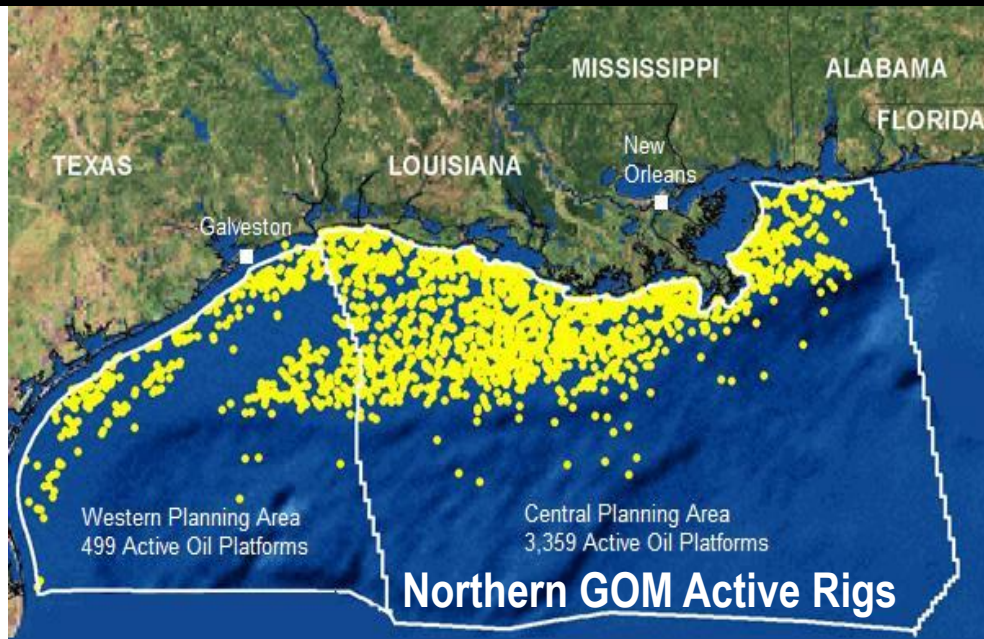 MISSISSIPPI
ALABAMA
FLORIDA
TEXAS
LOUISIANA
New
Orleans
Galveston
Western Planning Area
499 Active Oil Platforms
Central Planning Area
3,359 Active Oil Platforms
Northern GOM Active Rigs